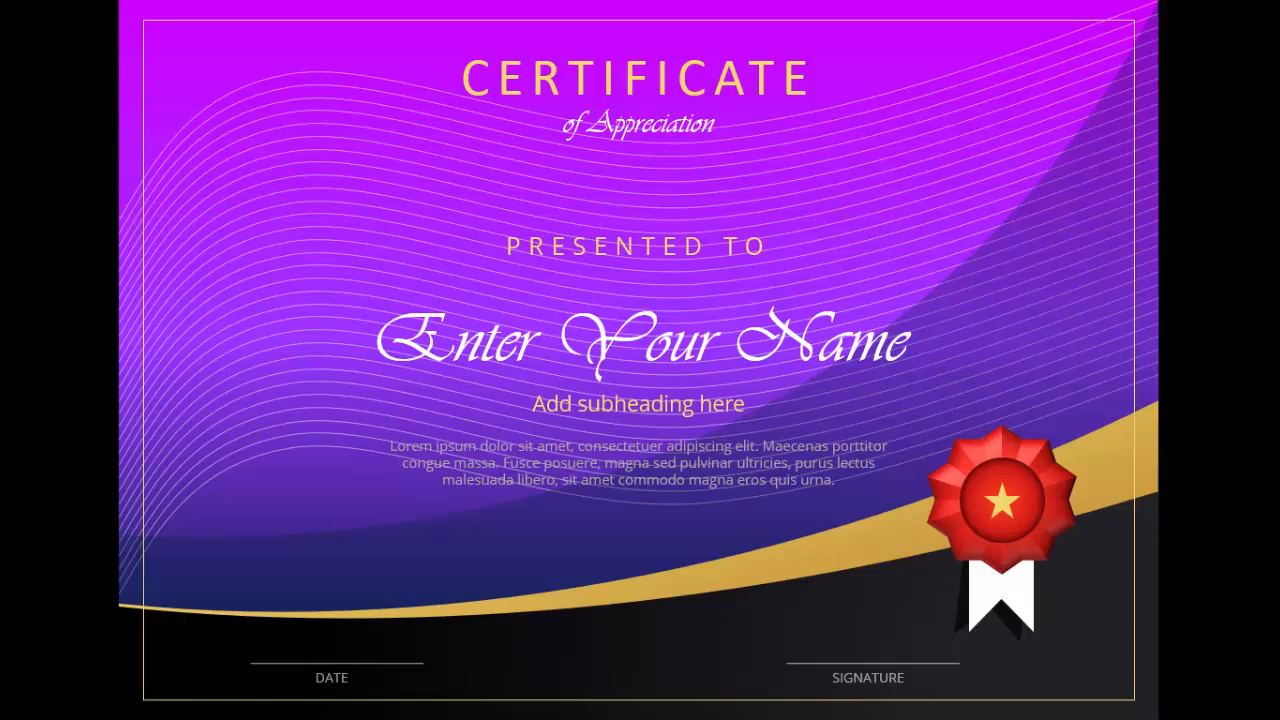 CERTIFICATE
of Appreciation
PRESENTED TO
Enter Your Name
Add subheading here
Lorem ipsum dolor sit amet, consectetuer adipiscing elit. Maecenas porttitor
congue massa. Fusce posuere, magna sed pulvinar ultricies, purus lectus
malesuada libero, sit amet commodo magna eros quis urna.
DATE
SIGNATURE